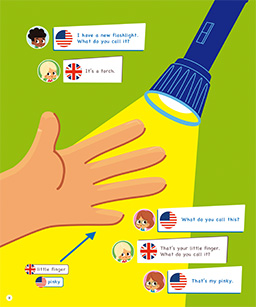 I have a new flashlight.
What do you call it?
It's a torch.
What do you call this?
That's your little finger.
What do you call it?
That's my pinky.
little finger
pinky